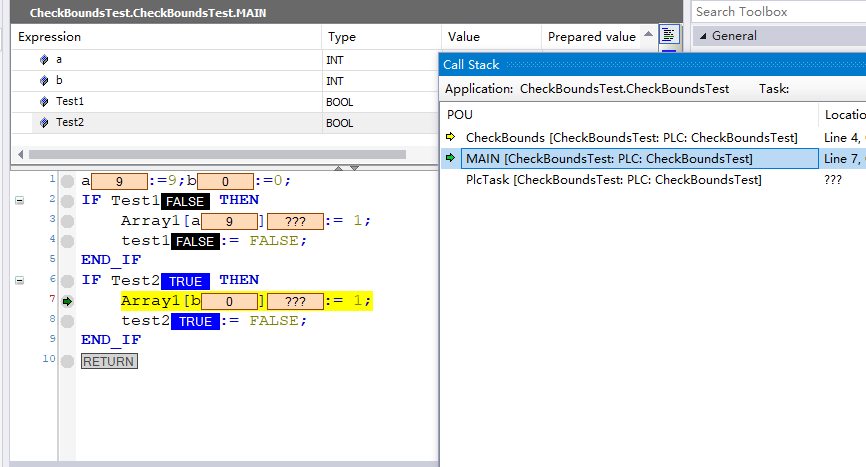 CheckBoundsTest.CheckBoundsTest.MAIN
Expression Type Value Prepared value
a INT
b INT
Test1 BOOL
Test2 BOOL
Search Toolbox
General
Call Stack
Application: CheckBoundsTest.CheckBoundsTest Task:
POU Locatio
CheckBounds [CheckBoundsTest: PLC: CheckBoundsTest] Line 4,
MAIN [CheckBoundsTest: PLC: CheckBoundsTest] Line 7,
PlcTask [CheckBoundsTest: PLC: CheckBoundsTest] ???
1 a 9 :=9;b 0 :=0;
2 IF Test1 FALSE THEN
3 Array1[a 9 ] ??? := 1;
4 test1 FALSE := FALSE;
5 END_IF
6 IF Test2 TRUE THEN
7 Array1[b 0 ] ??? := 1;
8 test2 TRUE := FALSE;
9 END_IF
10 RETURN